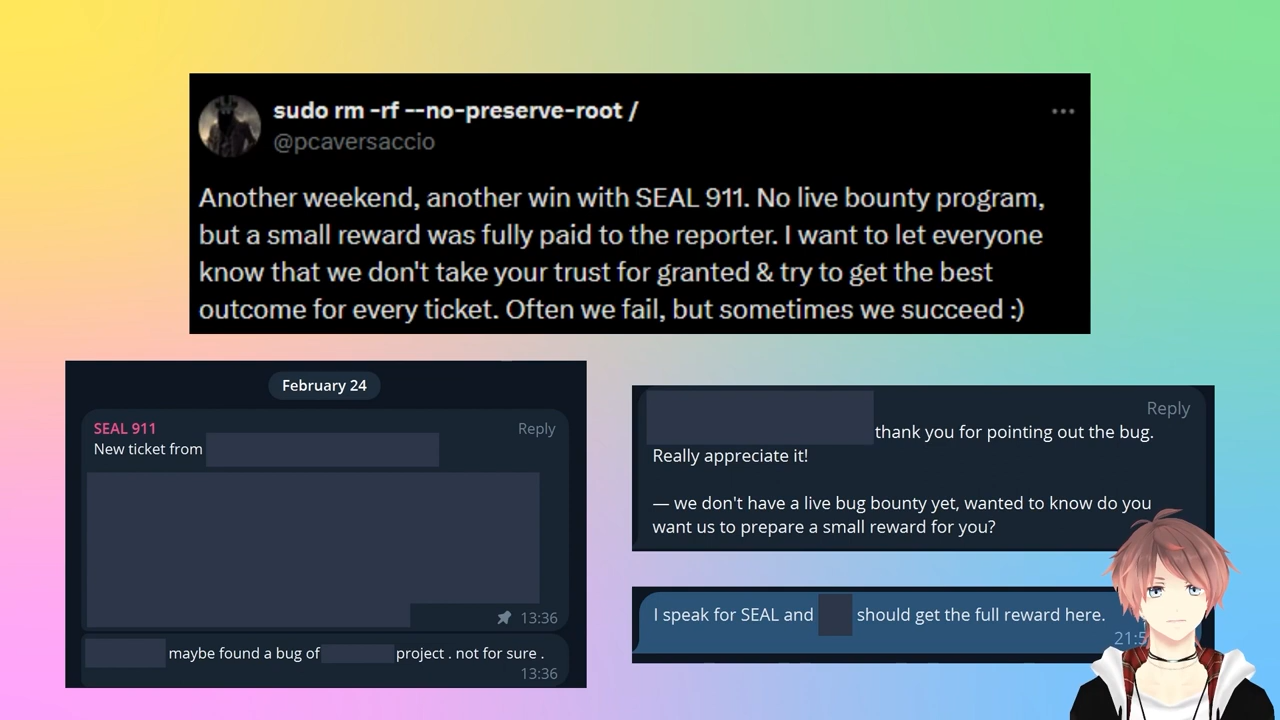 sudo rm -rf --no-preserve-root /
@pcaversaccio
Another weekend, another win with SEAL 911. No live bounty program,
but a small reward was fully paid to the reporter. I want to let everyone
know that we don't take your trust for granted & try to get the best
outcome for every ticket. Often we fail, but sometimes we succeed :)
February 24
SEAL 911
Reply
New ticket from
13:36
maybe found a bug of project . not for sure .
13:36
Reply
thank you for pointing out the bug.
Really appreciate it!
— we don't have a live bug bounty yet, wanted to know do you
want us to prepare a small reward for you?
I speak for SEAL and should get the full reward here.